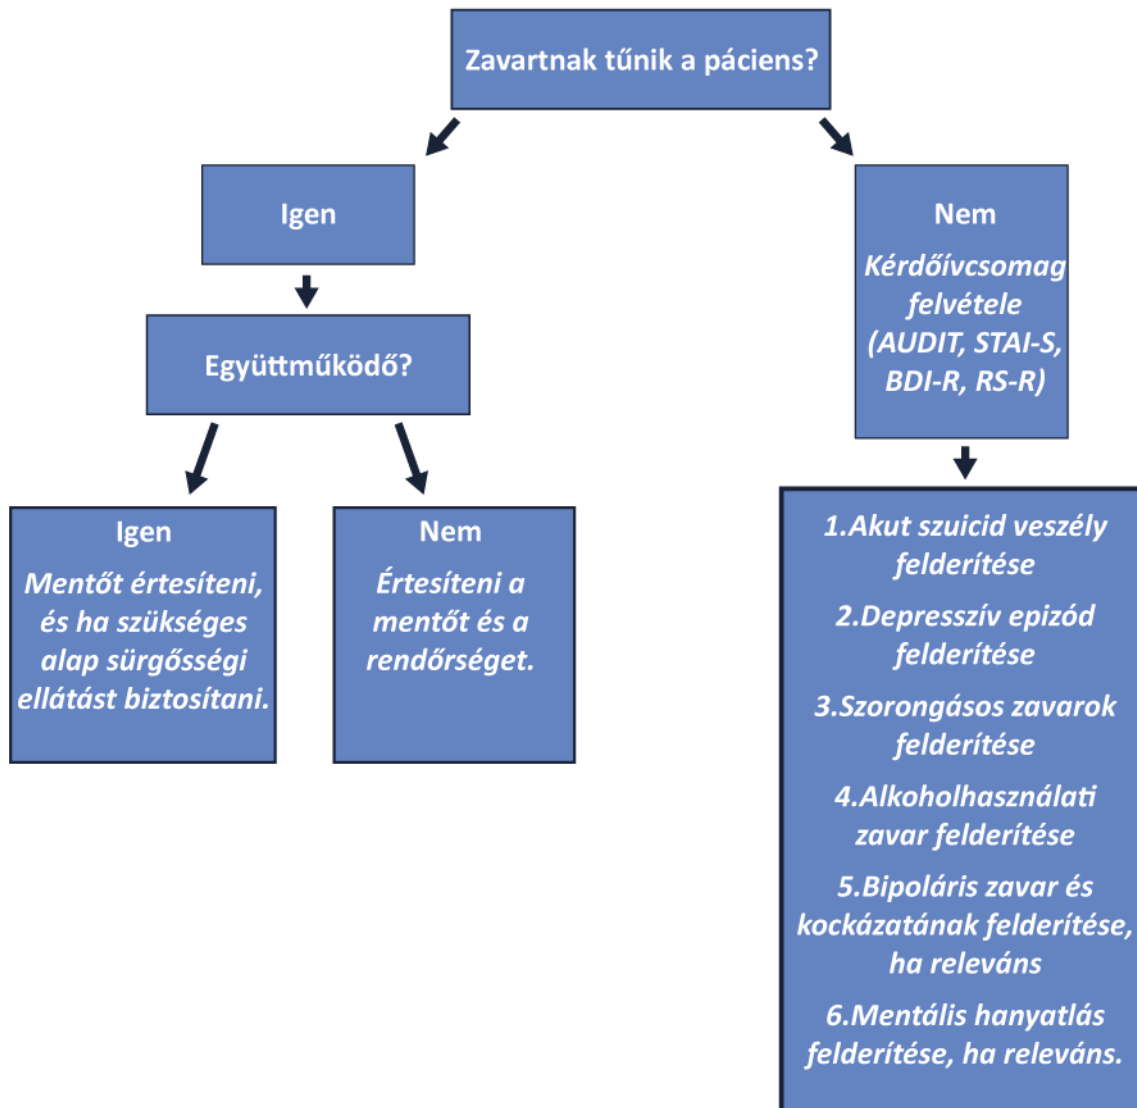 Zavartnak tűnik a páciens?
Igen
Együttműködő?
Igen
Mentőt értesíteni,
és ha szükséges
alap sürgősségi
ellátást biztosítani.
Nem
Értesíteni a
mentőt és a
rendőrséget.
Nem
Kérdőívcsomag
felvétele
(AUDIT, STAI-S,
BDI-R, RS-R)
1.Akut szuicid veszély
felderítése
2.Depresszív epizód
felderítése
3.Szorongásos zavarok
felderítése
4.Alkoholhasználati
zavar felderítése
5.Bipoláris zavar és
kockázatának felderítése,
ha releváns
6.Mentális hanyatlás
felderítése, ha releváns.